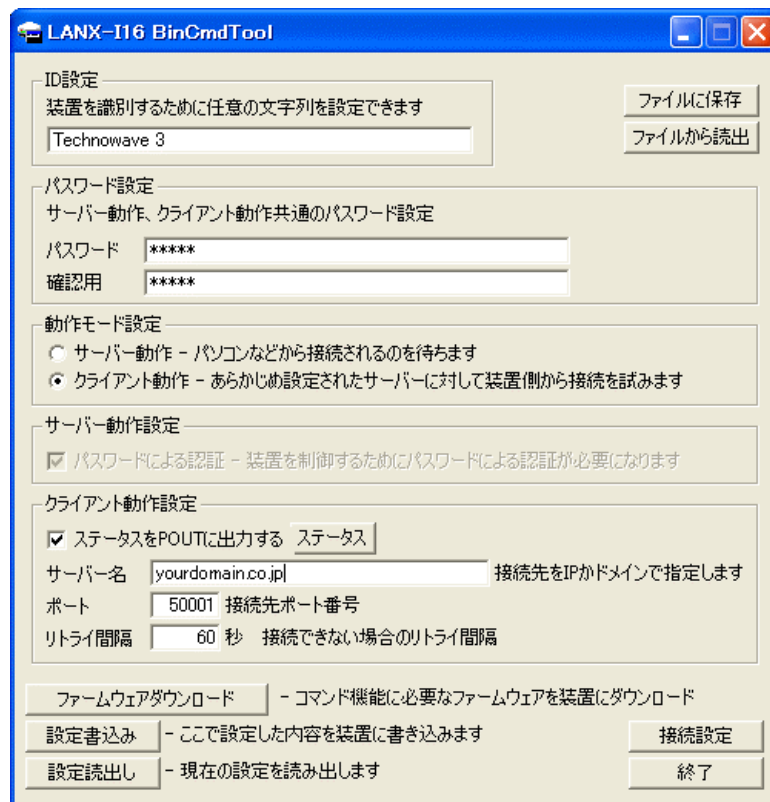 LANX-I16 BinCmdTool
ID設定
装置を識別するために任意の文字列を設定できます
Technowave 3
ファイルに保存
ファイルから読出
パスワード設定
サーバー動作、クライアント動作共通のパスワード設定
パスワード *****
確認用 *****
動作モード設定
サーバー動作 - パソコンなどから接続されるのを待ちます
クライアント動作 - あらかじめ設定されたサーバーに対して装置側から接続を試みます
サーバー動作設定
パスワードによる認証 - 装置を制御するためにパスワードによる認証が必要になります
クライアント動作設定
ステータスをPOUTに出力する ステータス
サーバー名 yourdomain.co.jp 接続先をIPかドメインで指定します
ポート 50001 接続先ポート番号
リトライ間隔 60 秒 接続できない場合のリトライ間隔
ファームウェアダウンロード - コマンド機能に必要なファームウェアを装置にダウンロード
設定書込み - ここで設定した内容を装置に書き込みます 接続設定
設定読出し - 現在の設定を読み出します 終了